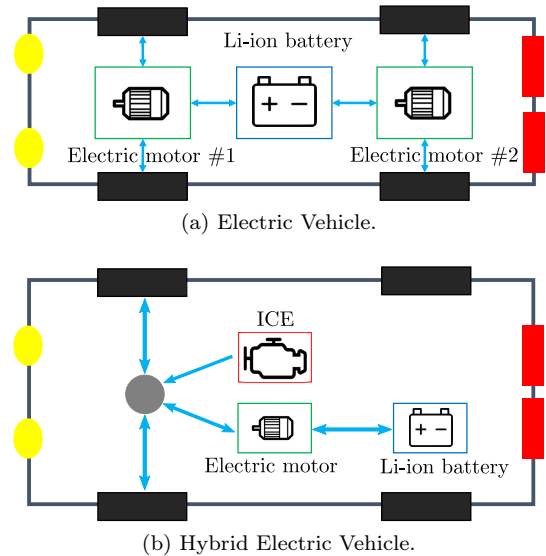 Li-ion battery
Electric motor #1
Electric motor #2
(a) Electric Vehicle.
ICE
Electric motor
Li-ion battery
(b) Hybrid Electric Vehicle.